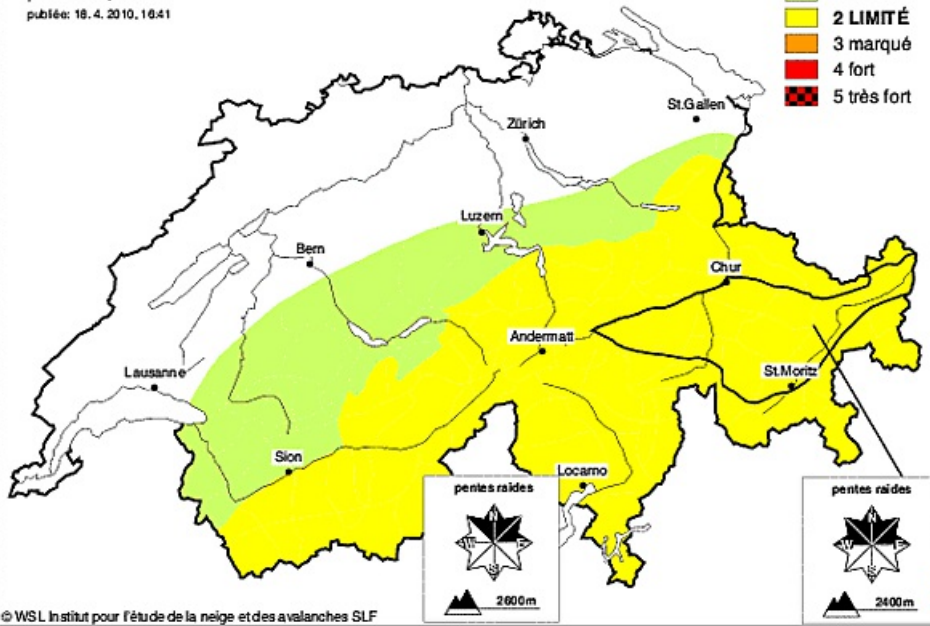 publiée: 18. 4. 2010, 16:41
2 LIMITÉ
3 marqué
4 fort
5 très fort
St.Gallen
Zürich
Luzern
Bern
Chur
Andermatt
Lausanne
St.Moritz
Sion
Locarno
pentes raides
N
W E
S
2600m
pentes raides
N
W E
S
2400m
© WSL Institut pour l'étude de la neige et des avalanches SLF